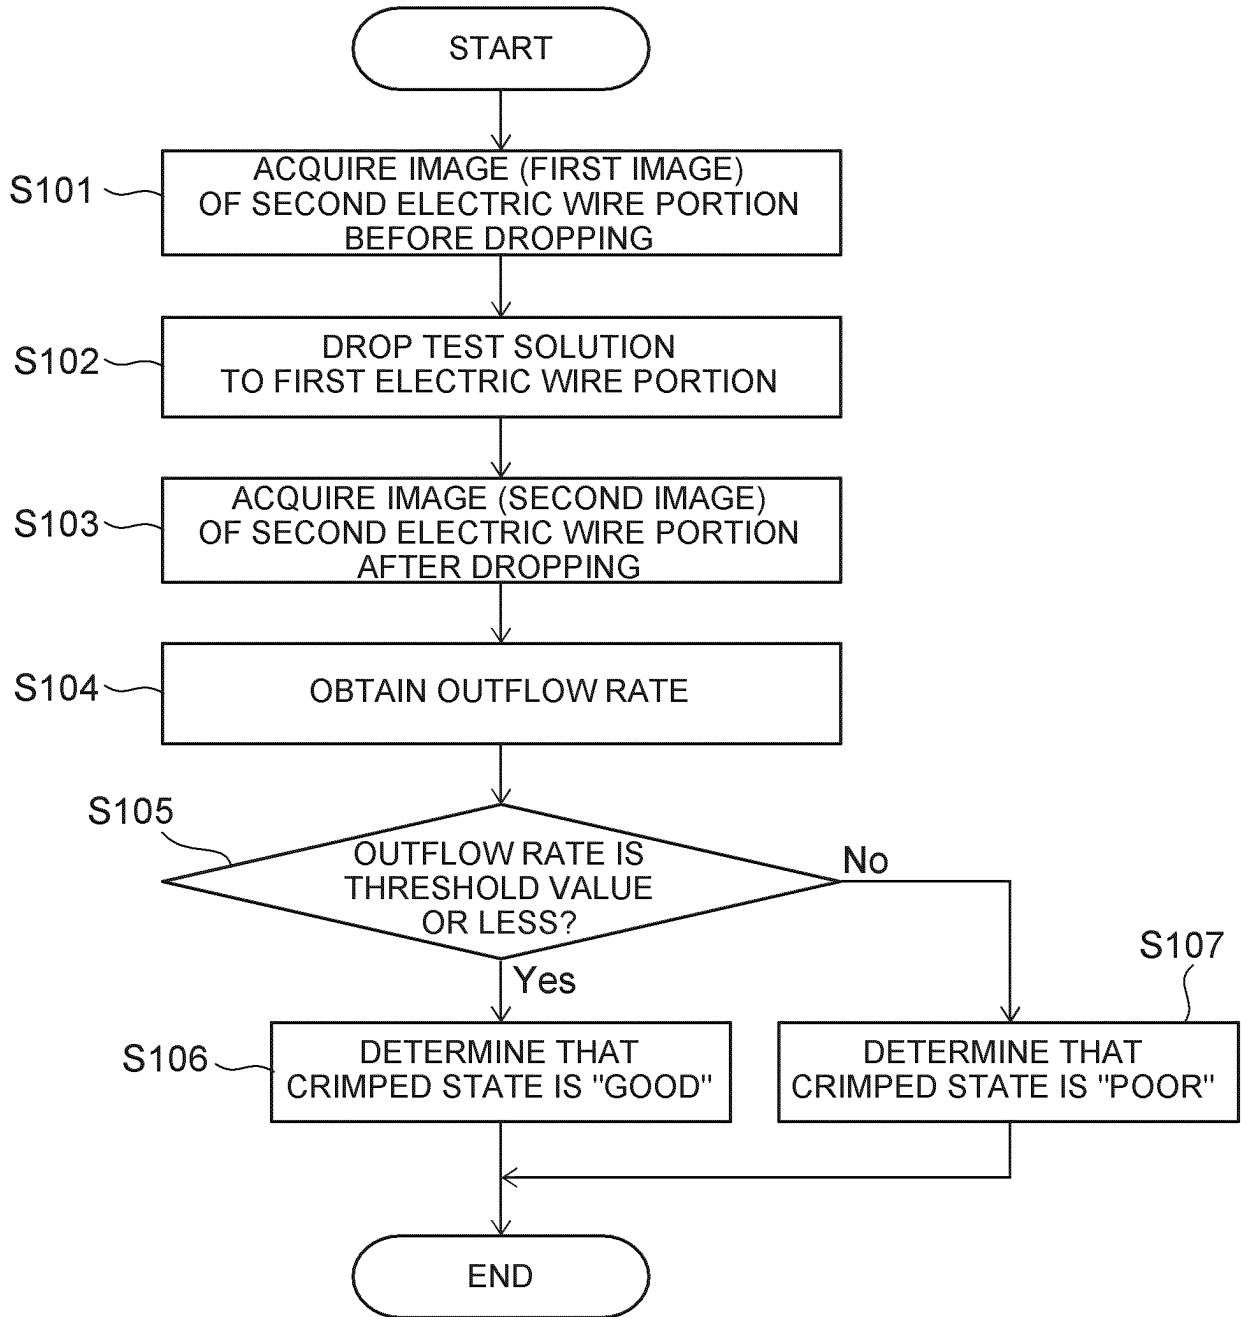 START
S101
ACQUIRE IMAGE (FIRST IMAGE)
OF SECOND ELECTRIC WIRE PORTION
BEFORE DROPPING
S102
DROP TEST SOLUTION
TO FIRST ELECTRIC WIRE PORTION
S103
ACQUIRE IMAGE (SECOND IMAGE)
OF SECOND ELECTRIC WIRE PORTION
AFTER DROPPING
S104
OBTAIN OUTFLOW RATE
S105
OUTFLOW RATE IS
THRESHOLD VALUE
OR LESS?
No
Yes
S106
DETERMINE THAT
CRIMPED STATE IS "GOOD"
S107
DETERMINE THAT
CRIMPED STATE IS "POOR"
END